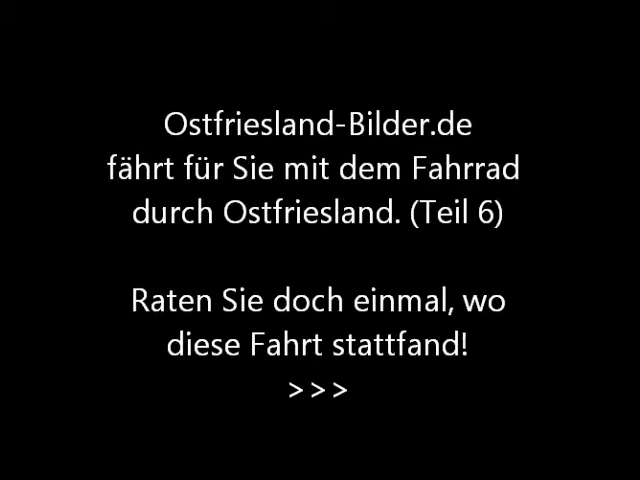 Ostfriesland-Bilder.de
fährt für Sie mit dem Fahrrad
durch Ostfriesland. (Teil 6)
Raten Sie doch einmal, wo
diese Fahrt stattfand!
>>>